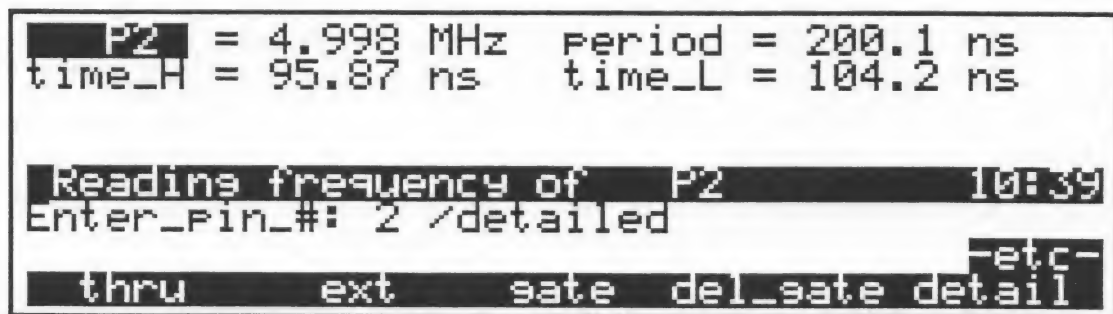 P2 = 4.998 MHz period = 200.1 ns
time_H = 95.87 ns time_L = 104.2 ns
Reading frequency of P2 10:39
Enter_pin_#: 2 /detailed
-etc-
thru ext gate del_gate detail